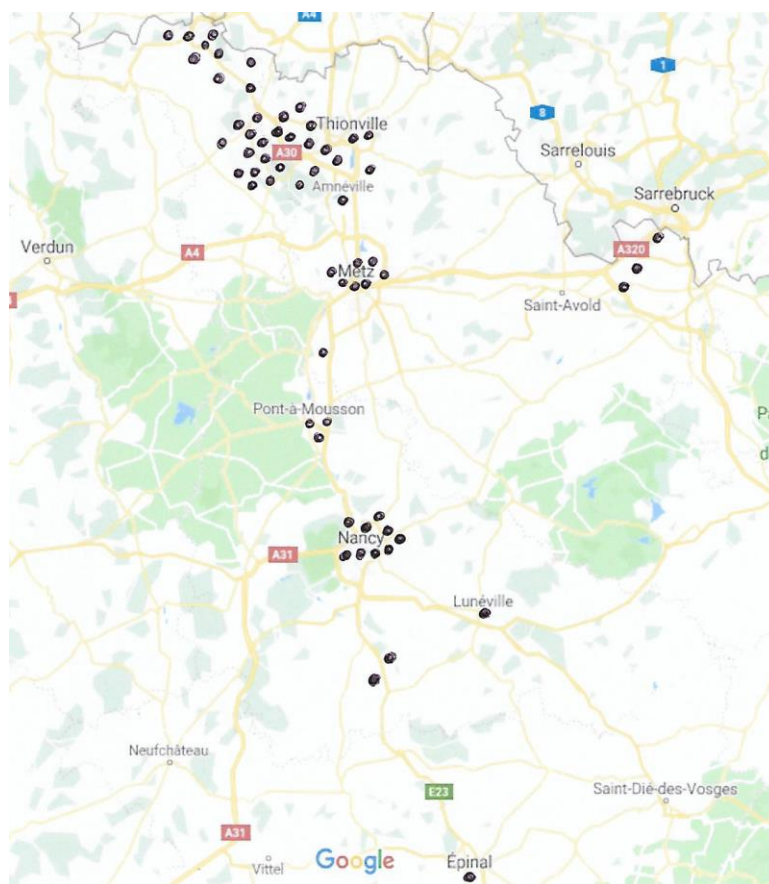 A4
1
8
Thionville
A30
Sarrelouis
Amnéville
Sarrebruck
Verdun
A4
A320
Metz
Saint-Avold
Pont-à-Mousson
P
d
Nancy
A31
Lunéville
Neufchâteau
E23
Saint-Dié-des-Vosges
A31
Google
Épinal
Vittel